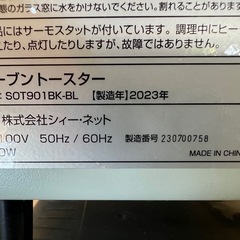 態のガラス窓に水をかけないでください。割れることがあります
品にはサーモスタットが付いています。調理中にヒー
たり、点灯したりしますが、故障ではありません。
ーブントースター
: SOT901BK-BL 【製造年】2023年
株式会社シィー・ネット
100V 50Hz / 60Hz 製造番号 230700758
0W MADE IN CHINA